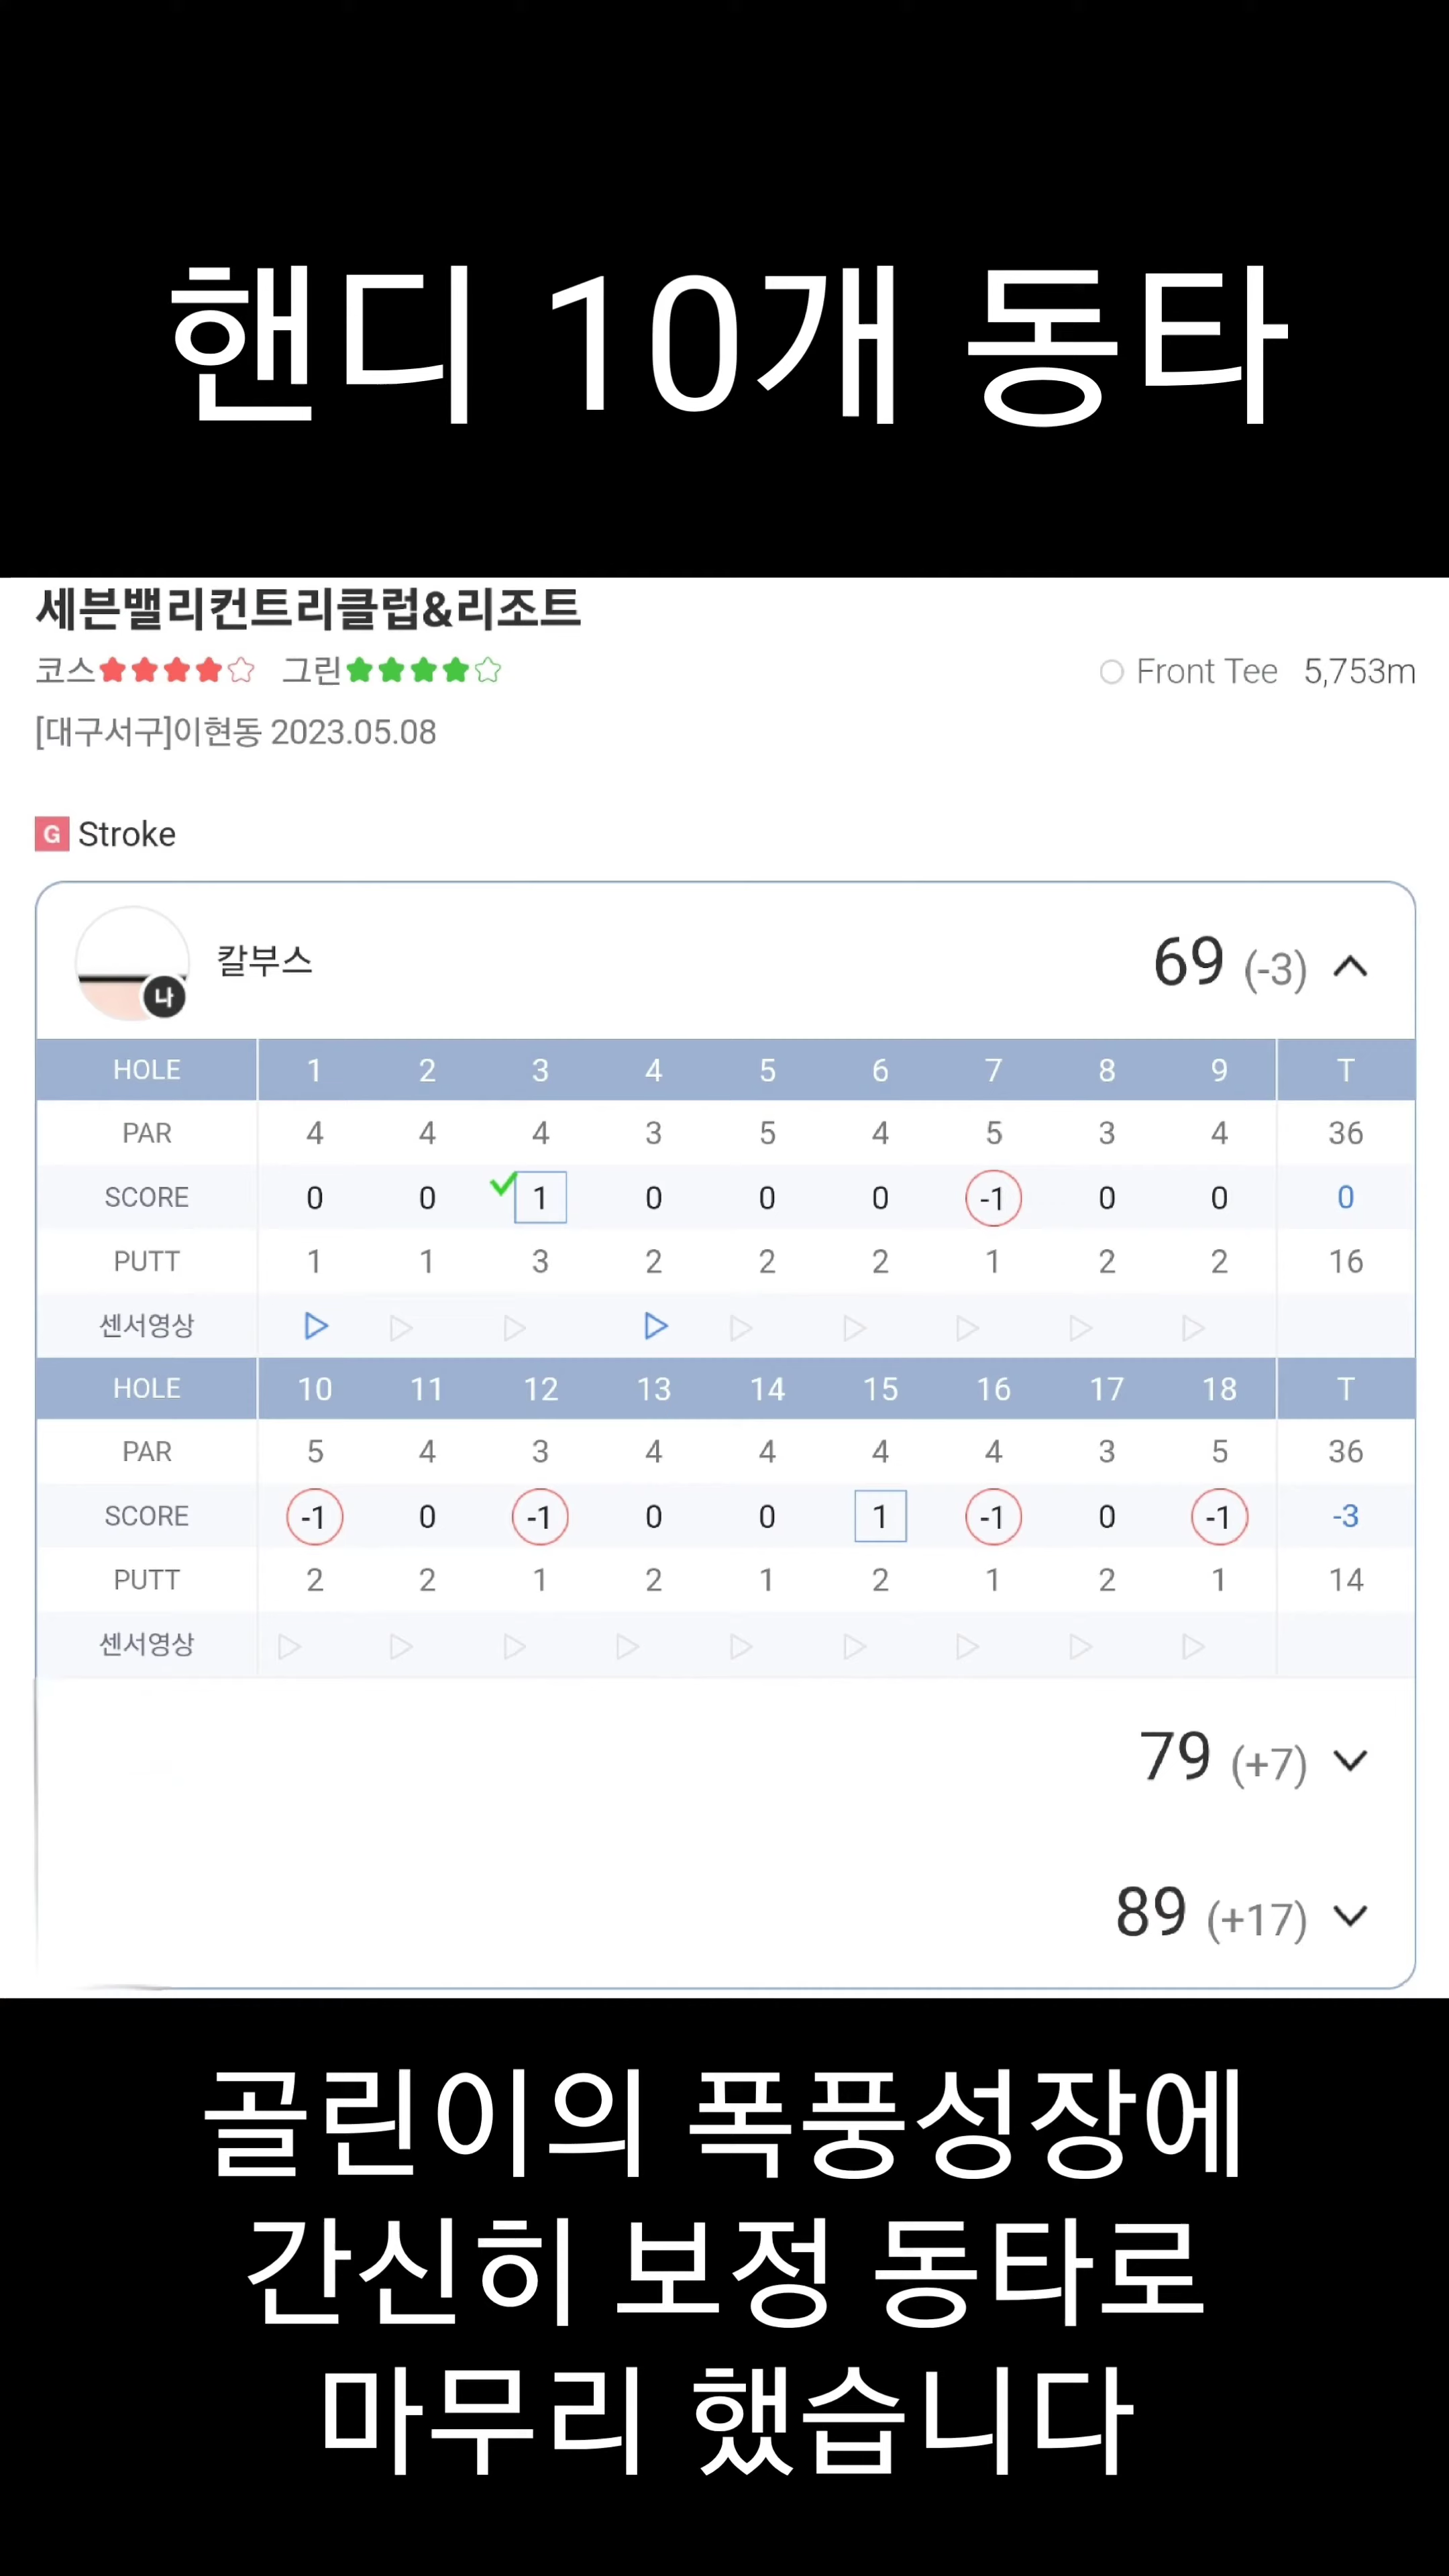 핸디 10개 동타
세븐밸리컨트리클럽&리조트
코스★★★★☆ 그린★★★★☆ Front Tee 5,753m
[대구서구]이현동 2023.05.08
G Stroke
나 칼부스 69 (-3)
HOLE 1 2 3 4 5 6 7 8 9 T
PAR 4 4 4 3 5 4 5 3 4 36
SCORE 0 0 1 0 0 0 -1 0 0 0
PUTT 1 1 3 2 2 2 1 2 2 16
센서영상
HOLE 10 11 12 13 14 15 16 17 18 T
PAR 5 4 3 4 4 4 4 3 5 36
SCORE -1 0 -1 0 0 1 -1 0 -1 -3
PUTT 2 2 1 2 1 2 1 2 1 14
센서영상
79 (+7)
89 (+17)
골린이의 폭풍성장에
간신히 보정 동타로
마무리 했습니다